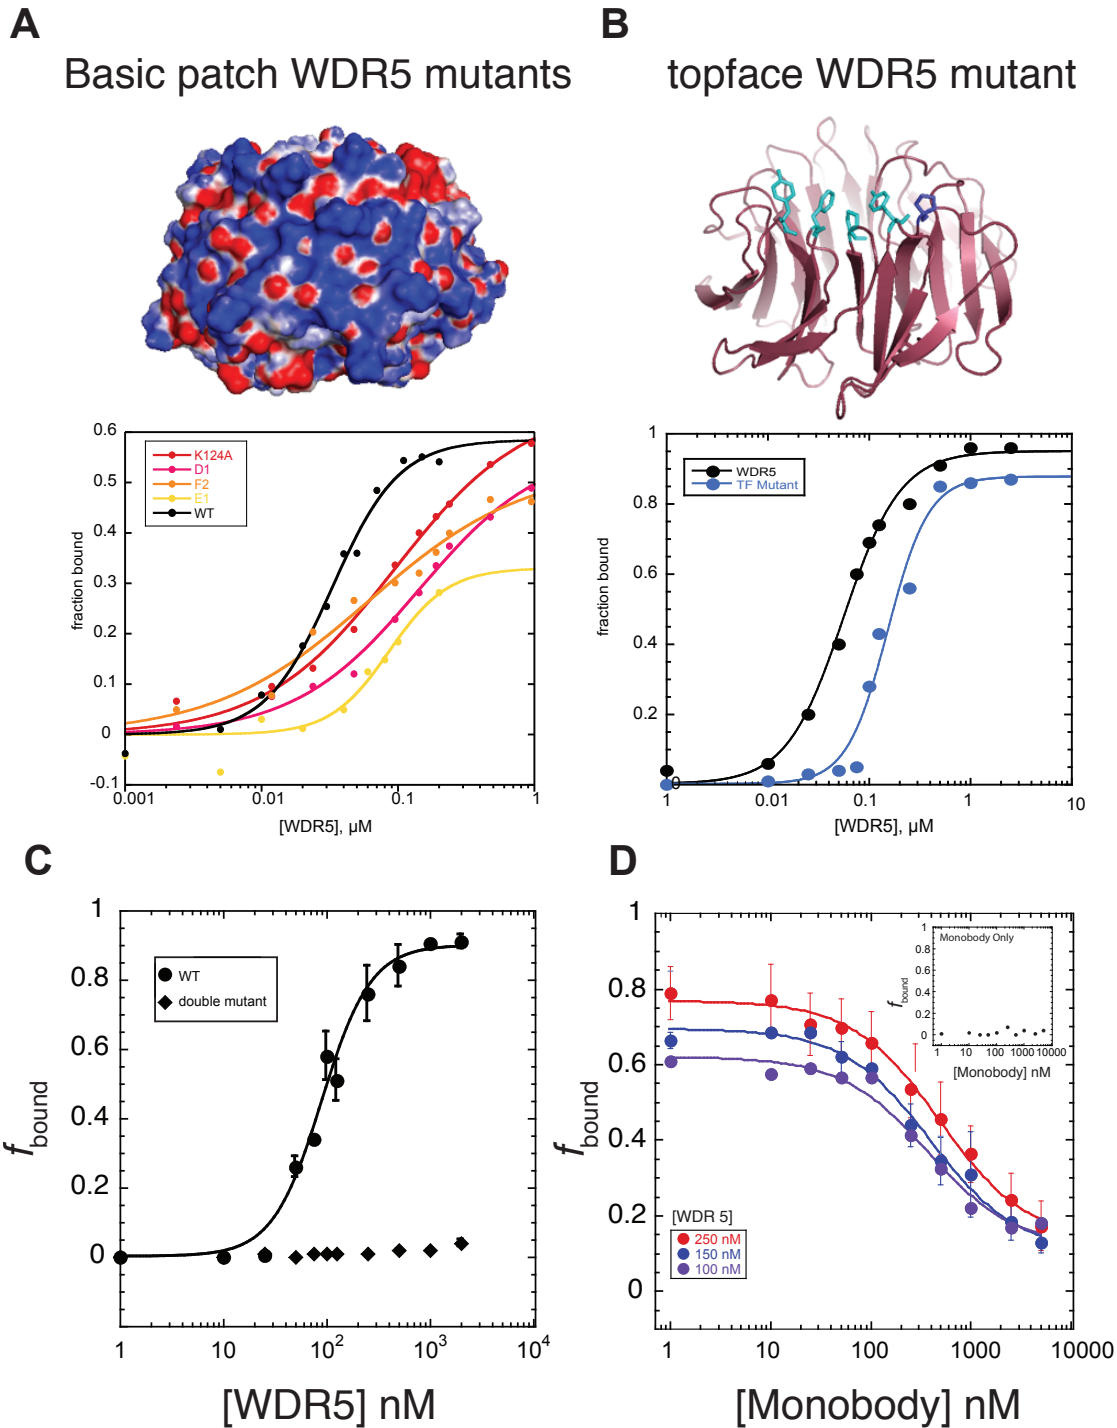 A
Basic patch WDR5 mutants
0.6
0.5
0.4
0.3
0.2
0.1
0
-0.1
fraction bound
K124A
D1
F2
E1
WT
0.001
0.01
0.1
1
[WDR5], µM
B
topface WDR5 mutant
1
0.8
0.6
0.4
0.2
0
fraction bound
WDR5
TF Mutant
1
0.01
0.1
1
10
[WDR5], µM
C
1
0.8
0.6
0.4
0.2
0
fbound
WT
double mutant
1
10
10²
10³
10⁴
[WDR5] nM
D
1
0.8
0.6
0.4
0.2
0
fbound
Monobody Only
1
0.8
0.6
0.4
0.2
0
fbound
1
10
100
1000
10000
[Monobody] nM
[WDR 5]
250 nM
150 nM
100 nM
1
10
100
1000
10000
[Monobody] nM